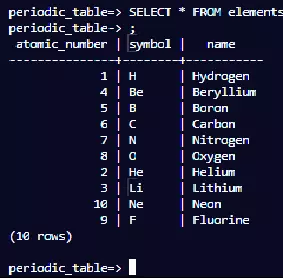 periodic_table=> SELECT * FROM elements
periodic_table-> ;
 atomic_number | symbol |   name
---------------+--------+-----------
             1 | H      | Hydrogen
             4 | Be     | Beryllium
             5 | B      | Boron
             6 | C      | Carbon
             7 | N      | Nitrogen
             8 | O      | Oxygen
             2 | He     | Helium
             3 | Li     | Lithium
            10 | Ne     | Neon
             9 | F      | Fluorine
(10 rows)

periodic_table=>